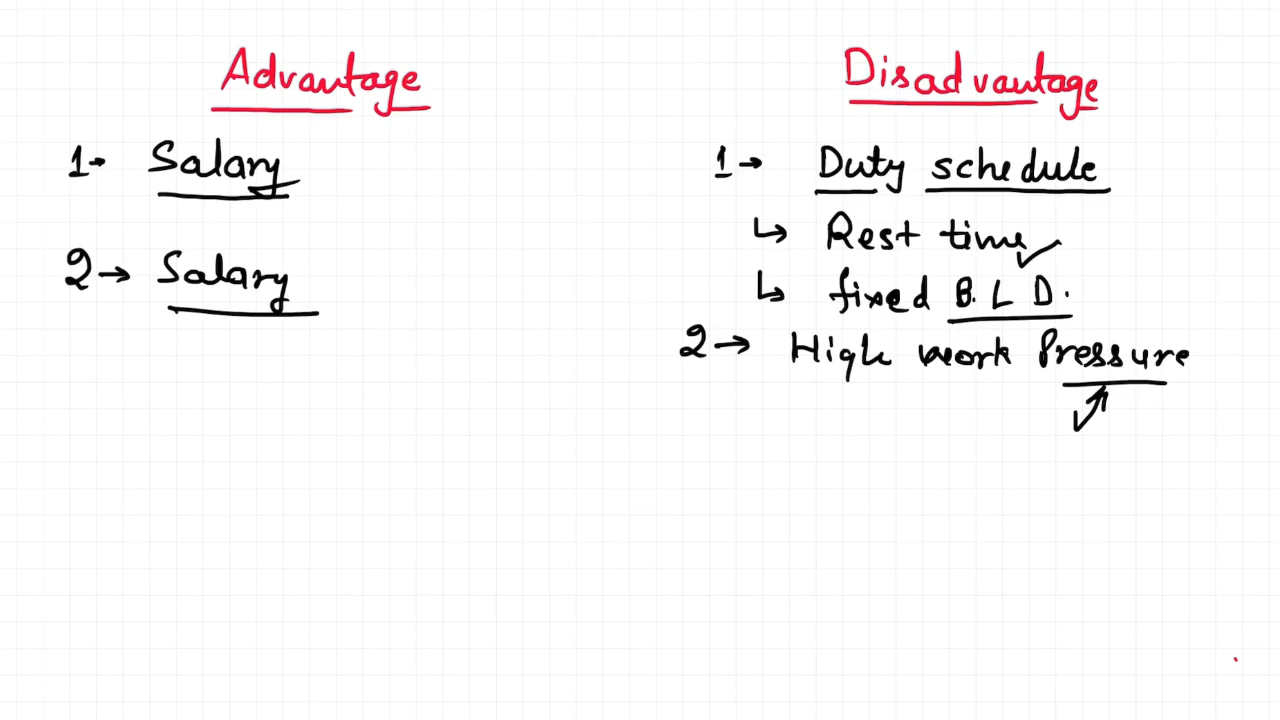 Advantage
1→ Salary
2→ Salary
Disadvantage
1→ Duty schedule
↳ Rest time
↳ fixed B. L D.
2→ High work Pressure